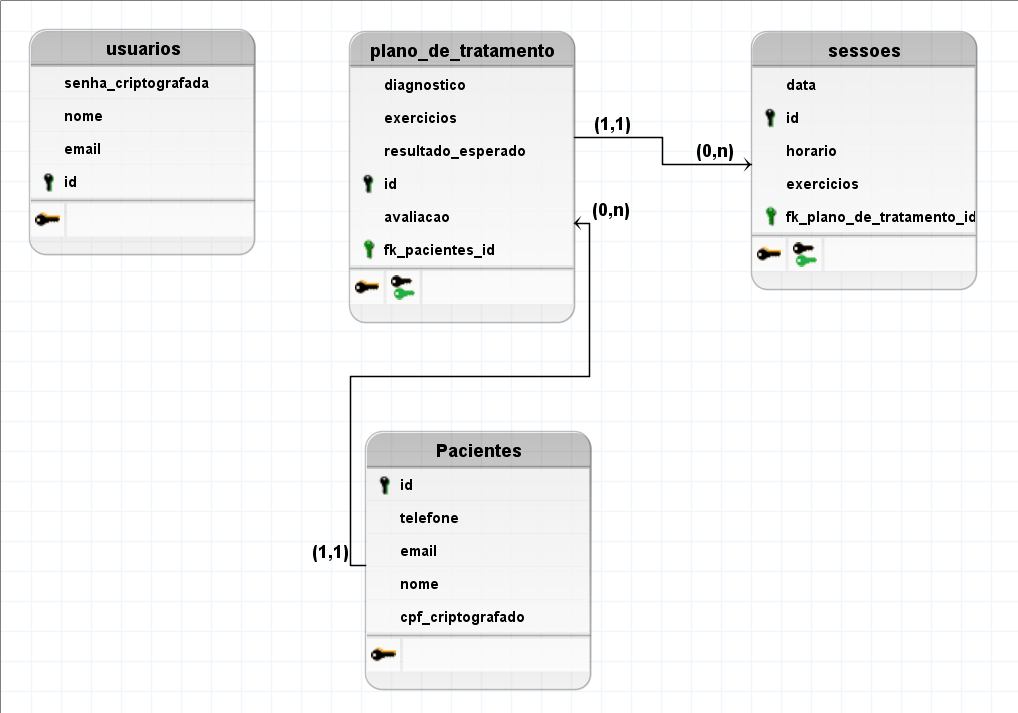 usuarios
senha_criptografada
nome
email
id
plano_de_tratamento
diagnostico
exercicios
resultado_esperado
id
avaliacao
fk_pacientes_id
(1,1)
(0,n)
(0,n)
sessoes
data
id
horario
exercicios
fk_plano_de_tratamento_id
Pacientes
id
telefone
email
nome
cpf_criptografado
(1,1)